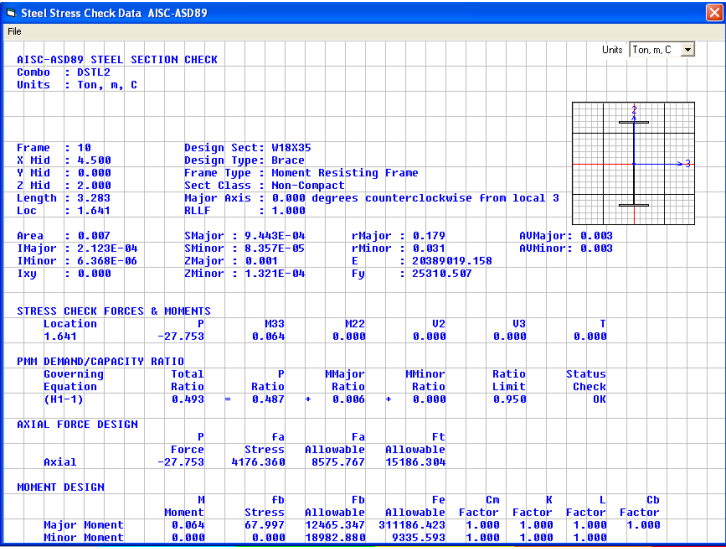 Steel Stress Check Data AISC-ASD89
File
Units Ton, m, C
AISC-ASD89 STEEL SECTION CHECK
Combo : DSTL2
Units : Ton, m, C
2
3
Frame : 10 Design Sect: W18X35
X Mid : 4.500 Design Type: Brace
Y Mid : 0.000 Frame Type : Moment Resisting Frame
Z Mid : 2.000 Sect Class : Non-Compact
Length : 3.283 Major Axis : 0.000 degrees counterclockwise from local 3
Loc : 1.641 RLLF : 1.000
Area : 0.007 SMajor : 9.443E-04 rMajor : 0.179 AVMajor: 0.003
IMajor : 2.123E-04 SMinor : 8.357E-05 rMinor : 0.031 AVMinor: 0.003
IMinor : 6.368E-06 ZMajor : 0.001 E : 20389019.158
Ixy : 0.000 ZMinor : 1.321E-04 Fy : 25310.507
STRESS CHECK FORCES & MOMENTS
Location P M33 M22 V2 V3 T
1.641 -27.753 0.064 0.000 0.000 0.000 0.000
PMM DEMAND/CAPACITY RATIO
Governing Total P MMajor MMinor Ratio Status
Equation Ratio Ratio Ratio Ratio Limit Check
(H1-1) 0.493 = 0.487 + 0.006 + 0.000 0.950 OK
AXIAL FORCE DESIGN
P fa Fa Ft
Force Stress Allowable Allowable
Axial -27.753 4176.360 8575.767 15186.304
MOMENT DESIGN
M fb Fb Fe Cm K L Cb
Moment Stress Allowable Allowable Factor Factor Factor Factor
Major Moment 0.064 67.997 12465.347 311186.423 1.000 1.000 1.000 1.000
Minor Moment 0.000 0.000 18982.880 9335.593 1.000 1.000 1.000